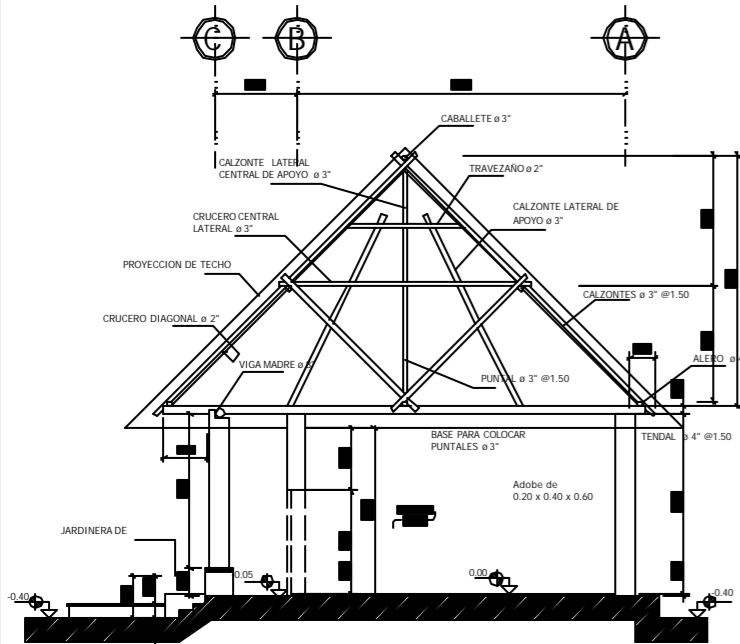 C
B
A
CABALLETE ø 3"
CALZONTE LATERAL
CENTRAL DE APOYO ø 3"
TRAVEZAÑO ø 2"
CRUCERO CENTRAL
LATERAL ø 3"
CALZONTE LATERAL DE
APOYO ø 3"
PROYECCION DE TECHO
CALZONTES ø 3" @1.50
CRUCERO DIAGONAL ø 2"
VIGA MADRE ø
ALERO ø
PUNTAL ø 3" @1.50
BASE PARA COLOCAR
PUNTALES ø 3"
TENDAL ø 4" @1.50
Adobe de
0.20 x 0.40 x 0.60
JARDINERA DE
0.05
0.00
-0.40
-0.40